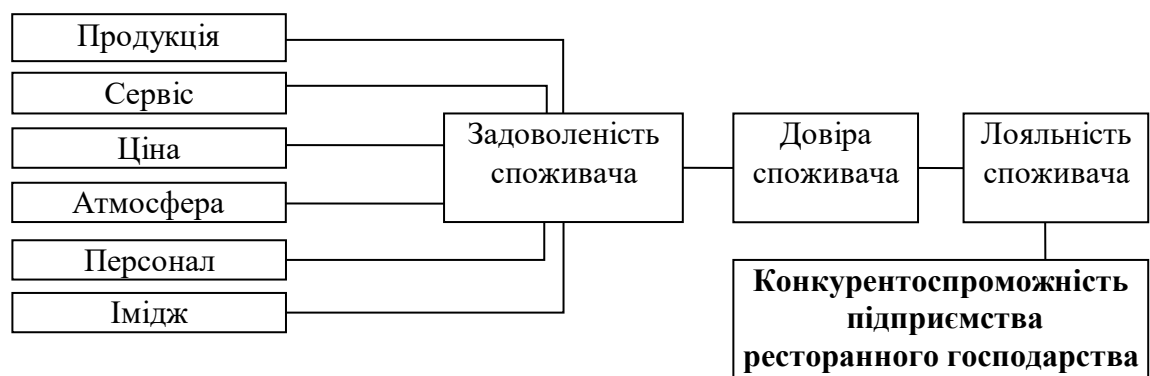 Продукція
Сервіс
Ціна
Атмосфера
Персонал
Імідж
Задоволеність
споживача
Довіра
споживача
Лояльність
споживача
Конкурентоспроможність
підприємства
ресторанного господарства